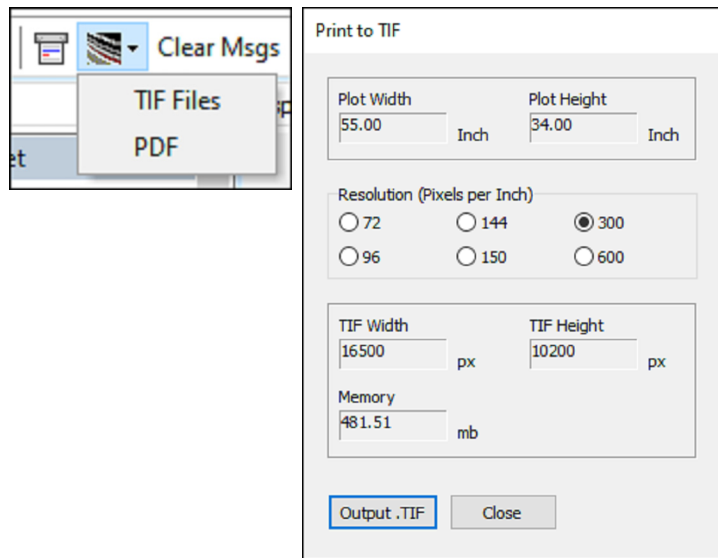 Clear Msgs
TIF Files
PDF
Print to TIF
Plot Width Plot Height
55.00 Inch 34.00 Inch
Resolution (Pixels per Inch)
72 144 300
96 150 600
TIF Width TIF Height
16500 px 10200 px
Memory
481.51 mb
Output .TIF Close